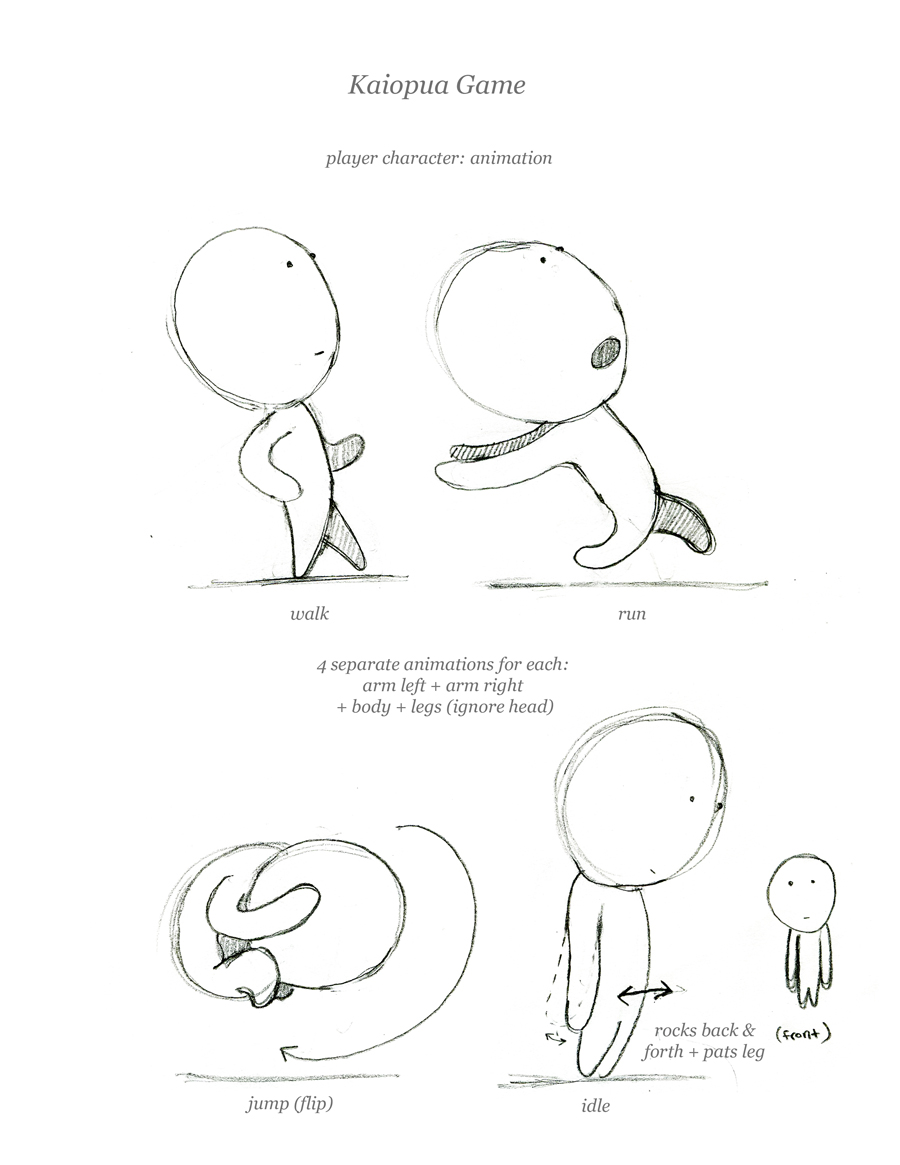 Kaiopua Game
player character: animation
walk
run
4 separate animations for each:
arm left + arm right
+ body + legs (ignore head)
rocks back &
forth + pats leg
(front)
jump (flip)
idle